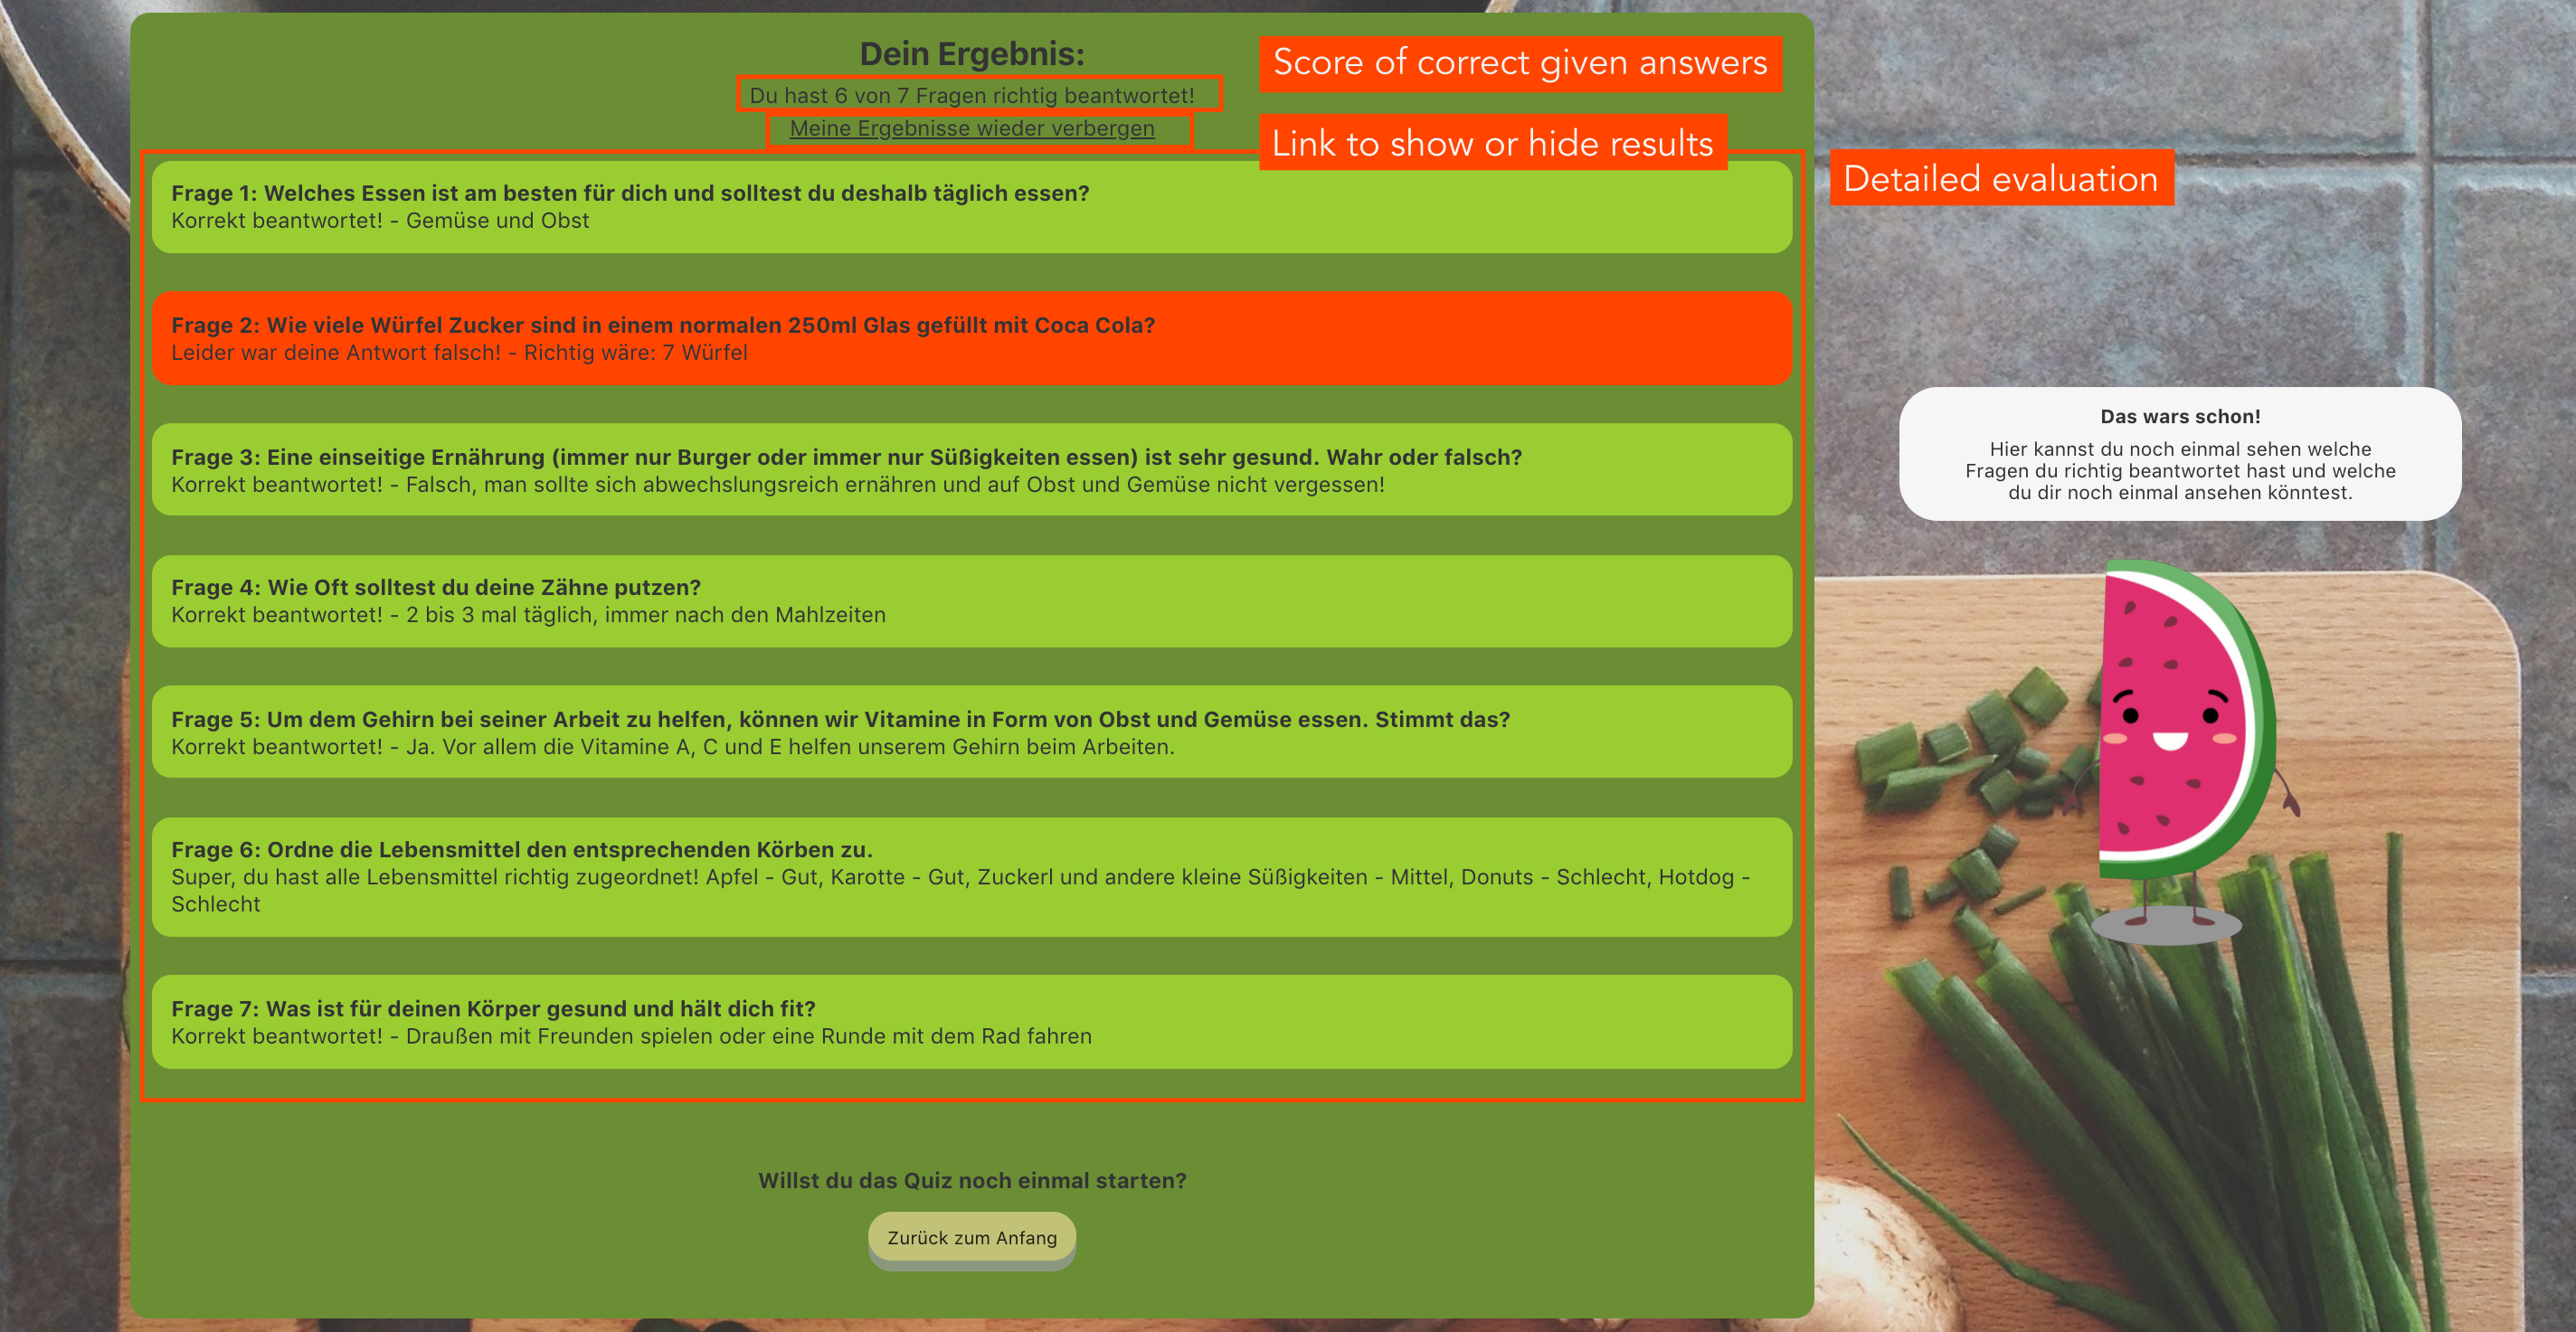 Dein Ergebnis:
Score of correct given answers
Du hast 6 von 7 Fragen richtig beantwortet!
Meine Ergebnisse wieder verbergen
Link to show or hide results
Detailed evaluation
Frage 1: Welches Essen ist am besten für dich und solltest du deshalb täglich essen?
Korrekt beantwortet! - Gemüse und Obst
Frage 2: Wie viele Würfel Zucker sind in einem normalen 250ml Glas gefüllt mit Coca Cola?
Leider war deine Antwort falsch! - Richtig wäre: 7 Würfel
Frage 3: Eine einseitige Ernährung (immer nur Burger oder immer nur Süßigkeiten essen) ist sehr gesund. Wahr oder falsch?
Korrekt beantwortet! - Falsch, man sollte sich abwechslungsreich ernähren und auf Obst und Gemüse nicht vergessen!
Frage 4: Wie Oft solltest du deine Zähne putzen?
Korrekt beantwortet! - 2 bis 3 mal täglich, immer nach den Mahlzeiten
Frage 5: Um dem Gehirn bei seiner Arbeit zu helfen, können wir Vitamine in Form von Obst und Gemüse essen. Stimmt das?
Korrekt beantwortet! - Ja. Vor allem die Vitamine A, C und E helfen unserem Gehirn beim Arbeiten.
Frage 6: Ordne die Lebensmittel den entsprechenden Körben zu.
Super, du hast alle Lebensmittel richtig zugeordnet! Apfel - Gut, Karotte - Gut, Zuckerl und andere kleine Süßigkeiten - Mittel, Donuts - Schlecht, Hotdog -
Schlecht
Frage 7: Was ist für deinen Körper gesund und hält dich fit?
Korrekt beantwortet! - Draußen mit Freunden spielen oder eine Runde mit dem Rad fahren
Willst du das Quiz noch einmal starten?
Zurück zum Anfang
Das wars schon!
Hier kannst du noch einmal sehen welche
Fragen du richtig beantwortet hast und welche
du dir noch einmal ansehen könntest.